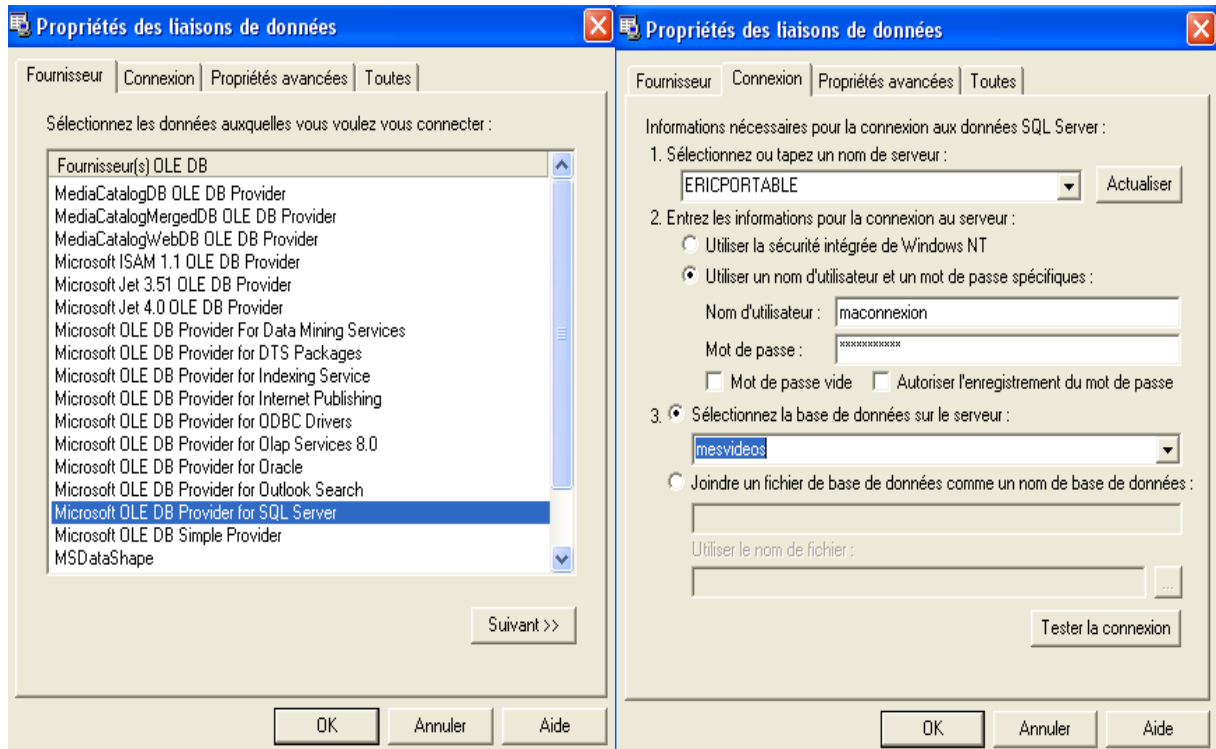 Propriétés des liaisons de données
Fournisseur Connexion Propriétés avancées Toutes
Sélectionnez les données auxquelles vous voulez vous connecter :
Fournisseur(s) OLE DB
MediaCatalogDB OLE DB Provider
MediaCatalogMergedDB OLE DB Provider
MediaCatalogWebDB OLE DB Provider
Microsoft ISAM 1.1 OLE DB Provider
Microsoft Jet 3.51 OLE DB Provider
Microsoft Jet 4.0 OLE DB Provider
Microsoft OLE DB Provider For Data Mining Services
Microsoft OLE DB Provider for DTS Packages
Microsoft OLE DB Provider for Indexing Service
Microsoft OLE DB Provider for Internet Publishing
Microsoft OLE DB Provider for ODBC Drivers
Microsoft OLE DB Provider for Olap Services 8.0
Microsoft OLE DB Provider for Oracle
Microsoft OLE DB Provider for Outlook Search
Microsoft OLE DB Provider for SQL Server
Microsoft OLE DB Simple Provider
MSDataShape
Suivant >>
OK Annuler Aide
Propriétés des liaisons de données
Fournisseur Connexion Propriétés avancées Toutes
Informations nécessaires pour la connexion aux données SQL Server :
1. Sélectionnez ou tapez un nom de serveur :
ERICPORTABLE Actualiser
2. Entrez les informations pour la connexion au serveur :
Utiliser la sécurité intégrée de Windows NT
Utiliser un nom d'utilisateur et un mot de passe spécifiques :
Nom d'utilisateur : maconnexion
Mot de passe : ***********
Mot de passe vide Autoriser l'enregistrement du mot de passe
3. Sélectionnez la base de données sur le serveur :
mesvideos
Joindre un fichier de base de données comme un nom de base de données :
Utiliser le nom de fichier :
...
Tester la connexion
OK Annuler Aide